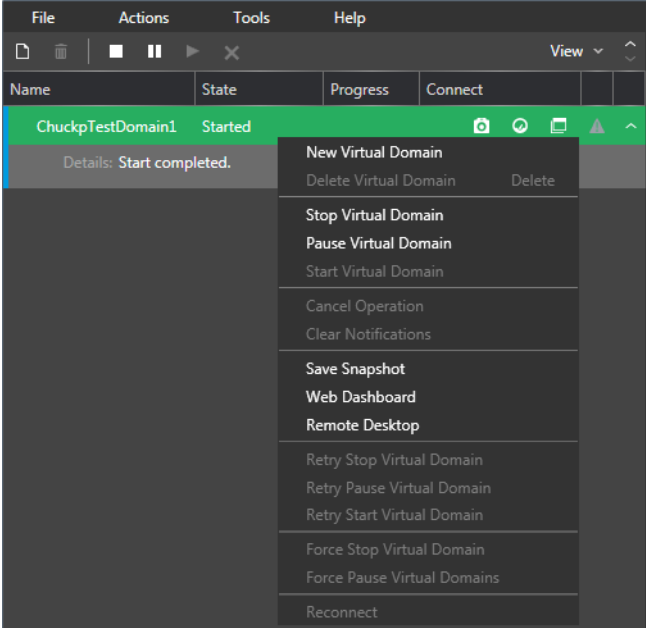 File Actions Tools Help
View
Name State Progress Connect
ChuckpTestDomain1 Started
Details: Start completed.
New Virtual Domain
Delete Virtual Domain Delete
Stop Virtual Domain
Pause Virtual Domain
Start Virtual Domain
Cancel Operation
Clear Notifications
Save Snapshot
Web Dashboard
Remote Desktop
Retry Stop Virtual Domain
Retry Pause Virtual Domain
Retry Start Virtual Domain
Force Stop Virtual Domain
Force Pause Virtual Domains
Reconnect